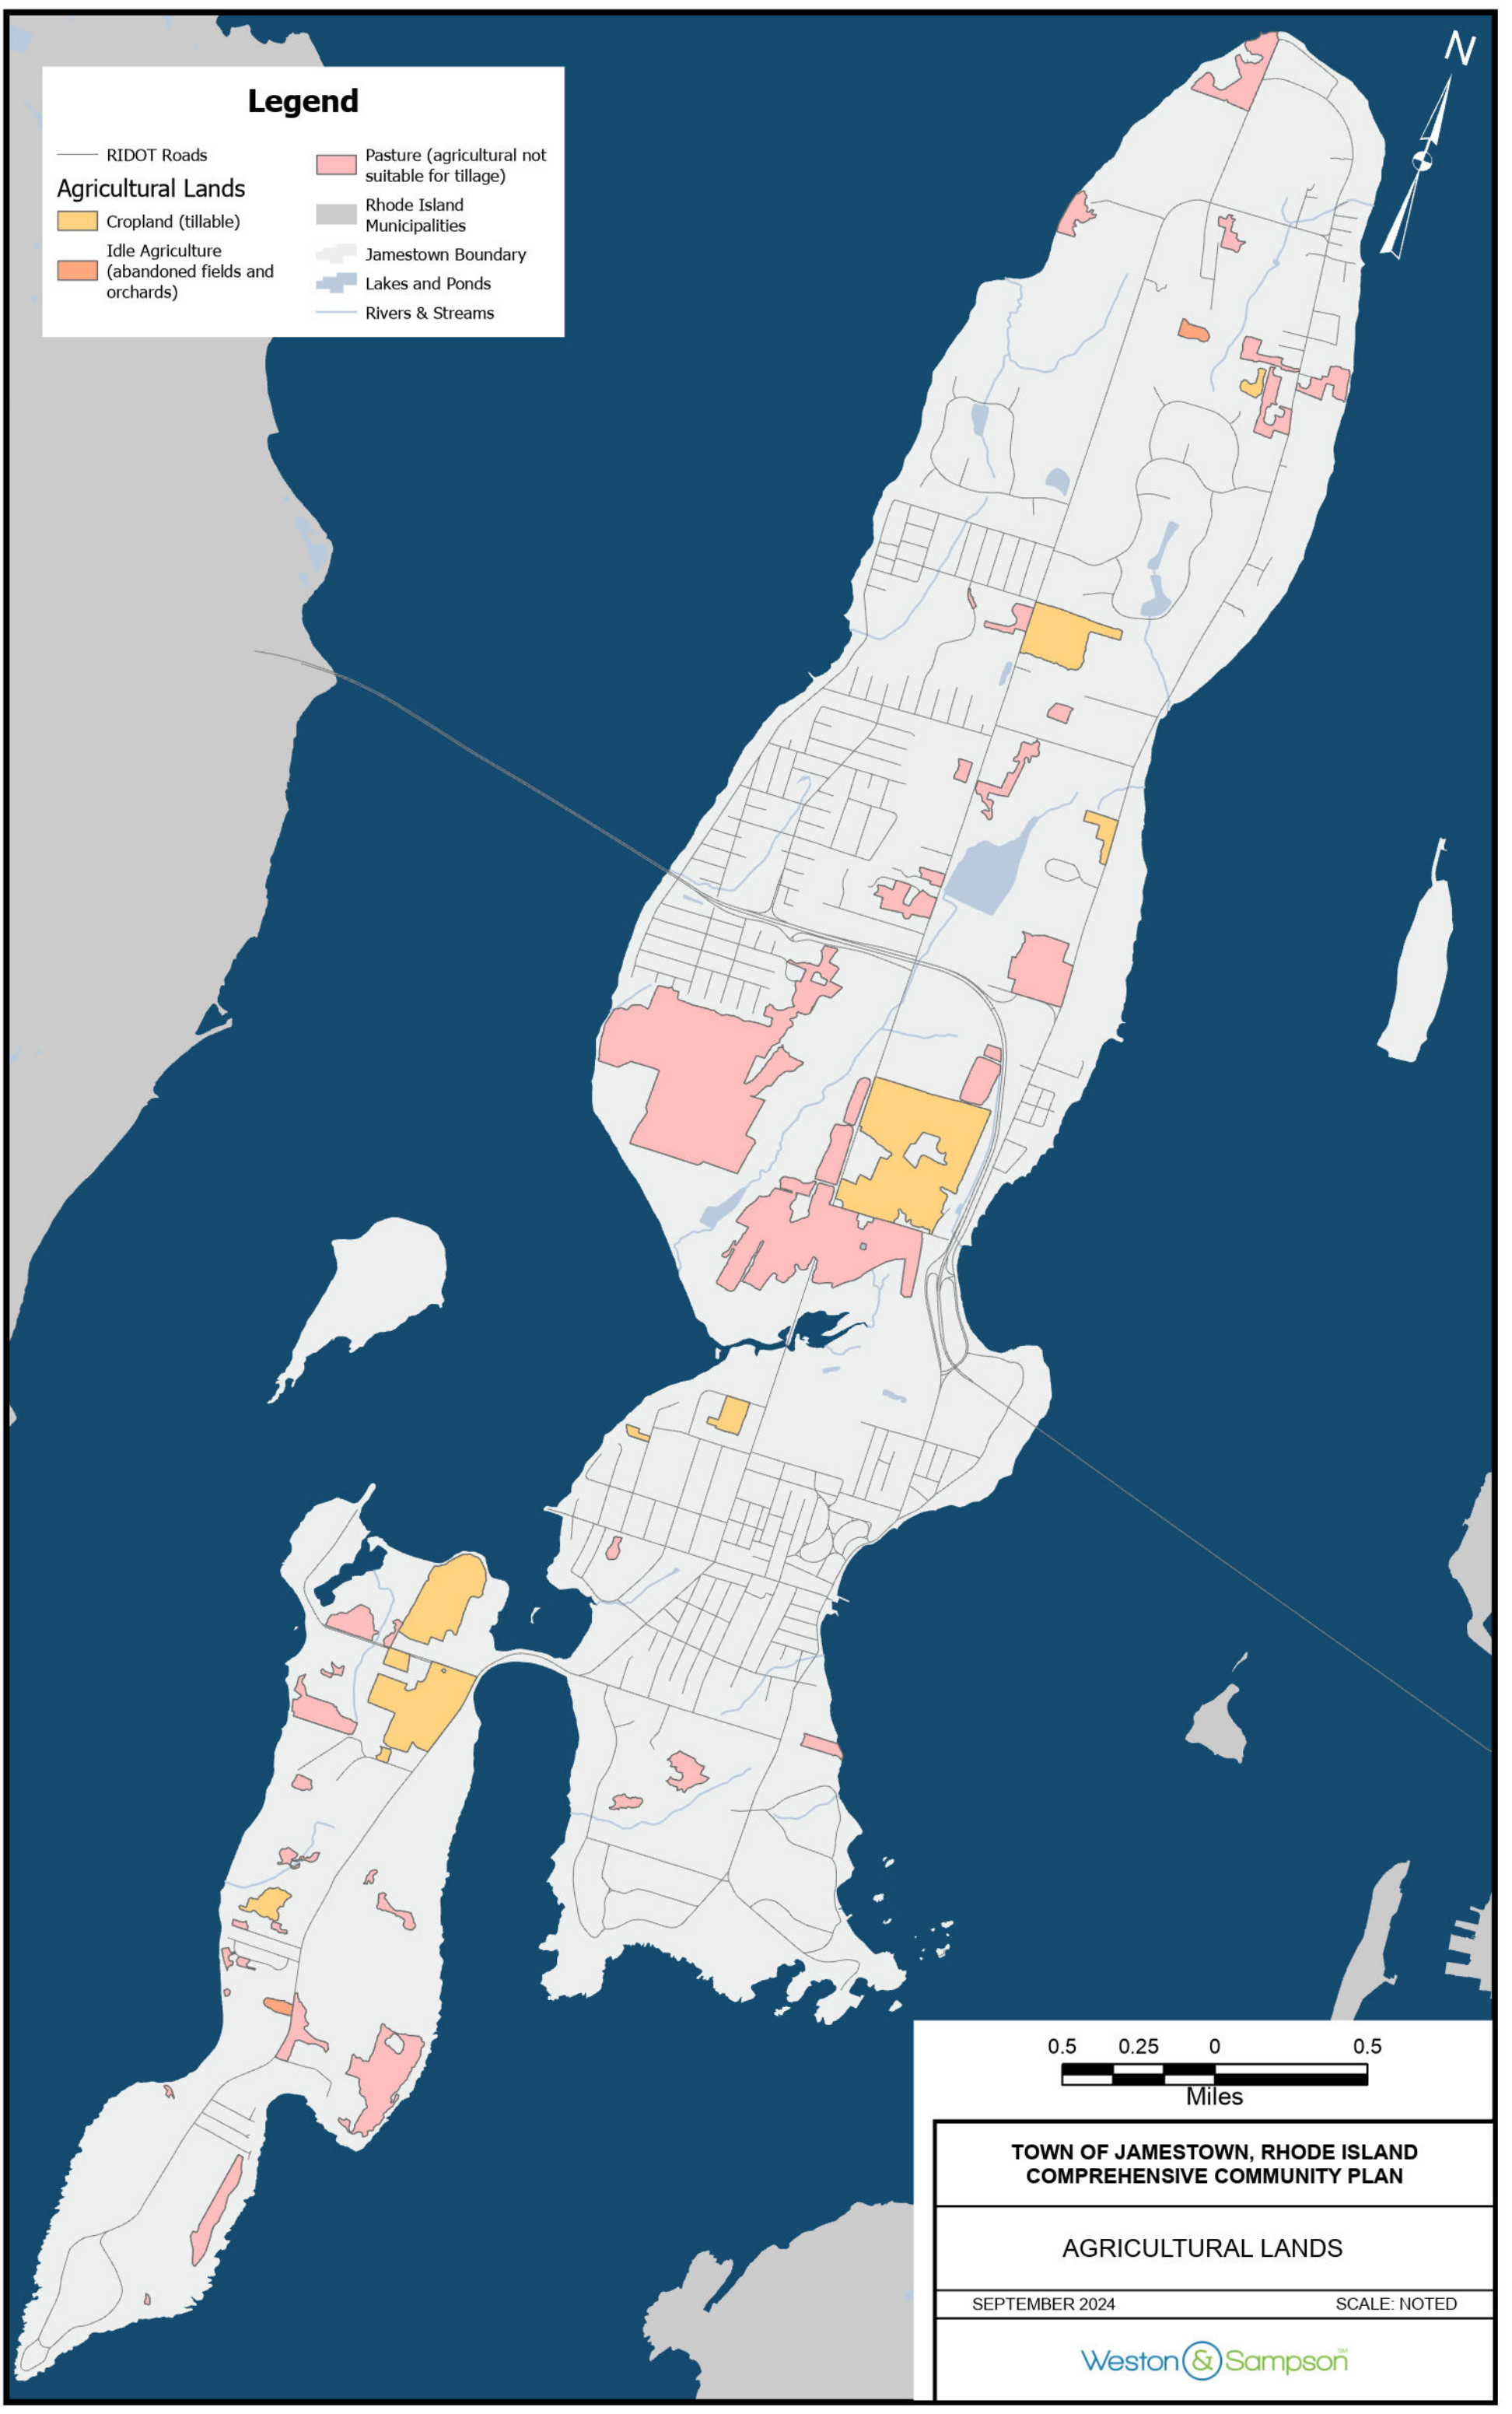 Legend
RIDOT Roads
Agricultural Lands
Cropland (tillable)
Idle Agriculture
(abandoned fields and
orchards)
Pasture (agricultural not
suitable for tillage)
Rhode Island
Municipalities
Jamestown Boundary
Lakes and Ponds
Rivers & Streams
N
0.5 0.25 0 0.5
Miles
TOWN OF JAMESTOWN, RHODE ISLAND
COMPREHENSIVE COMMUNITY PLAN
AGRICULTURAL LANDS
SEPTEMBER 2024 SCALE: NOTED
Weston & Sampson℠